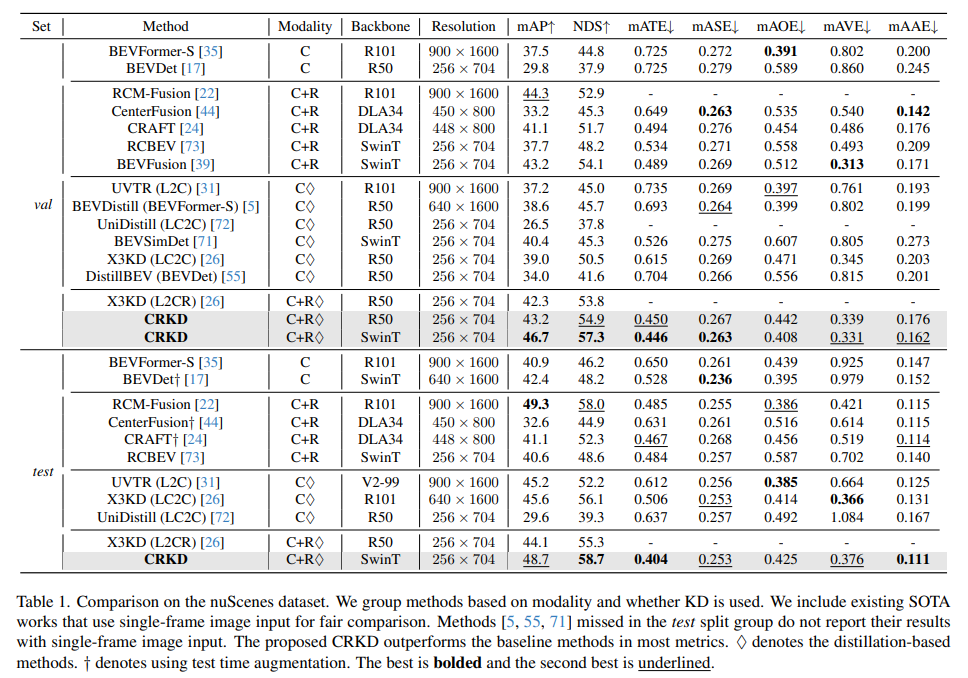 Set Method Modality Backbone Resolution mAP↑ NDS↑ mATE↓ mASE↓ mAOE↓ mAVE↓ mAAE↓
BEVFormer-S [35] C R101 900 × 1600 37.5 44.8 0.725 0.272 0.391 0.802 0.200
BEVDet [17] C R50 256 × 704 29.8 37.9 0.725 0.279 0.589 0.860 0.245
RCM-Fusion [22] C+R R101 900 × 1600 44.3 52.9 - - - - -
CenterFusion [44] C+R DLA34 450 × 800 33.2 45.3 0.649 0.263 0.535 0.540 0.142
CRAFT [24] C+R DLA34 448 × 800 41.1 51.7 0.494 0.276 0.454 0.486 0.176
RCBEV [73] C+R SwinT 256 × 704 37.7 48.2 0.534 0.271 0.558 0.493 0.209
BEVFusion [39] C+R SwinT 256 × 704 43.2 54.1 0.489 0.269 0.512 0.313 0.171
UVTR (L2C) [31] C◊ R101 900 × 1600 37.2 45.0 0.735 0.269 0.397 0.761 0.193
val BEVDistill (BEVFormer-S) [5] C◊ R50 640 × 1600 38.6 45.7 0.693 0.264 0.399 0.802 0.199
UniDistill (LC2C) [72] C◊ R50 256 × 704 26.5 37.8 - - - - -
BEVSimDet [71] C◊ SwinT 256 × 704 40.4 45.3 0.526 0.275 0.607 0.805 0.273
X3KD (LC2C) [26] C◊ R50 256 × 704 39.0 50.5 0.615 0.269 0.471 0.345 0.203
DistillBEV (BEVDet) [55] C◊ R50 256 × 704 34.0 41.6 0.704 0.266 0.556 0.815 0.201
X3KD (L2CR) [26] C+R◊ R50 256 × 704 42.3 53.8 - - - - -
CRKD C+R◊ R50 256 × 704 43.2 54.9 0.450 0.267 0.442 0.339 0.176
CRKD C+R◊ SwinT 256 × 704 46.7 57.3 0.446 0.263 0.408 0.331 0.162
BEVFormer-S [35] C R101 900 × 1600 40.9 46.2 0.650 0.261 0.439 0.925 0.147
BEVDet† [17] C SwinT 640 × 1600 42.4 48.2 0.528 0.236 0.395 0.979 0.152
RCM-Fusion [22] C+R R101 900 × 1600 49.3 58.0 0.485 0.255 0.386 0.421 0.115
CenterFusion† [44] C+R DLA34 450 × 800 32.6 44.9 0.631 0.261 0.516 0.614 0.115
CRAFT† [24] C+R DLA34 448 × 800 41.1 52.3 0.467 0.268 0.456 0.519 0.114
RCBEV [73] C+R SwinT 256 × 704 40.6 48.6 0.484 0.257 0.587 0.702 0.140
test UVTR (L2C) [31] C◊ V2-99 900 × 1600 45.2 52.2 0.612 0.256 0.385 0.664 0.125
X3KD (LC2C) [26] C◊ R101 640 × 1600 45.6 56.1 0.506 0.253 0.414 0.366 0.131
UniDistill (LC2C) [72] C◊ R50 256 × 704 29.6 39.3 0.637 0.257 0.492 1.084 0.167
X3KD (L2CR) [26] C+R◊ R50 256 × 704 44.1 55.3 - - - - -
CRKD C+R◊ SwinT 256 × 704 48.7 58.7 0.404 0.253 0.425 0.376 0.111
Table 1. Comparison on the nuScenes dataset. We group methods based on modality and whether KD is used. We include existing SOTA
works that use single-frame image input for fair comparison. Methods [5, 55, 71] missed in the test split group do not report their results
with single-frame image input. The proposed CRKD outperforms the baseline methods in most metrics. ◊ denotes the distillation-based
methods. † denotes using test time augmentation. The best is bolded and the second best is underlined.